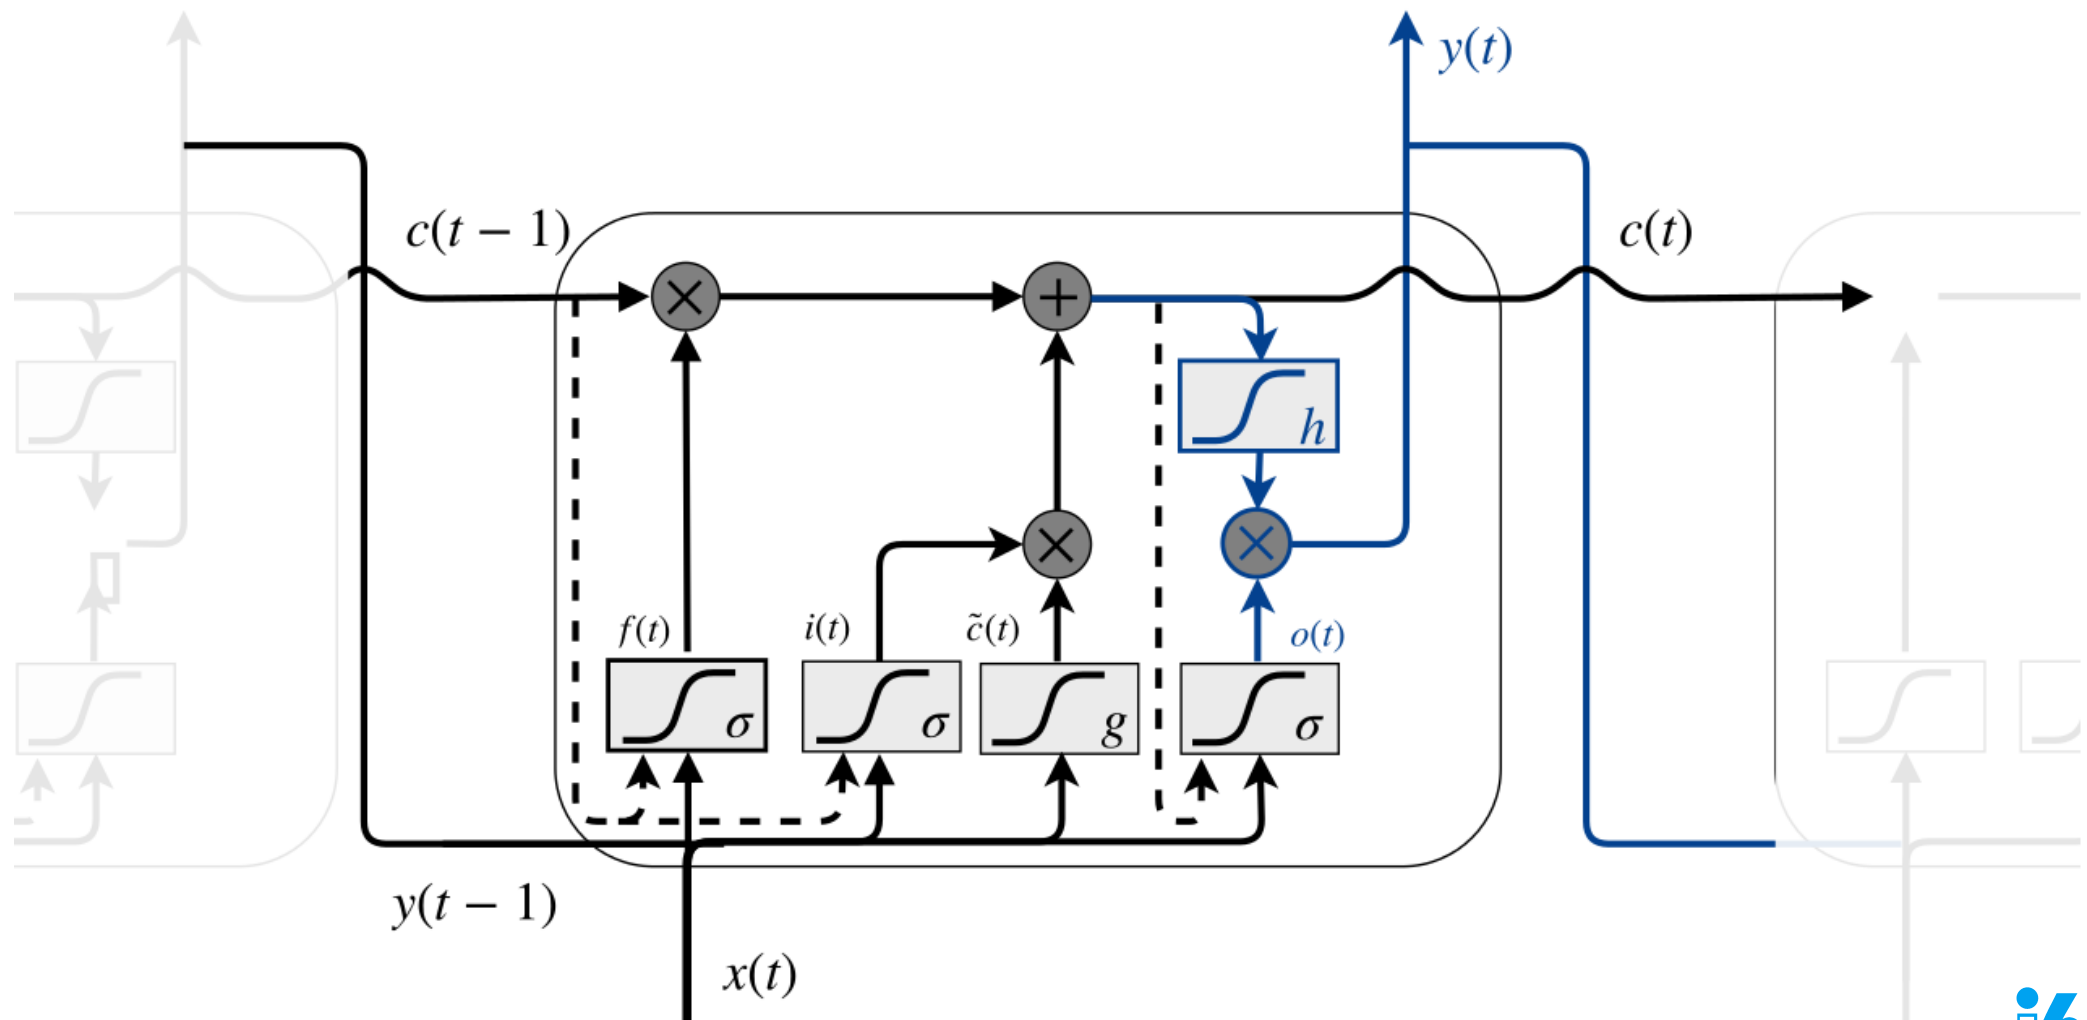 y(t)
c(t − 1)
c(t)
h
f(t)
i(t)
c̃(t)
o(t)
σ
σ
g
σ
y(t − 1)
x(t)